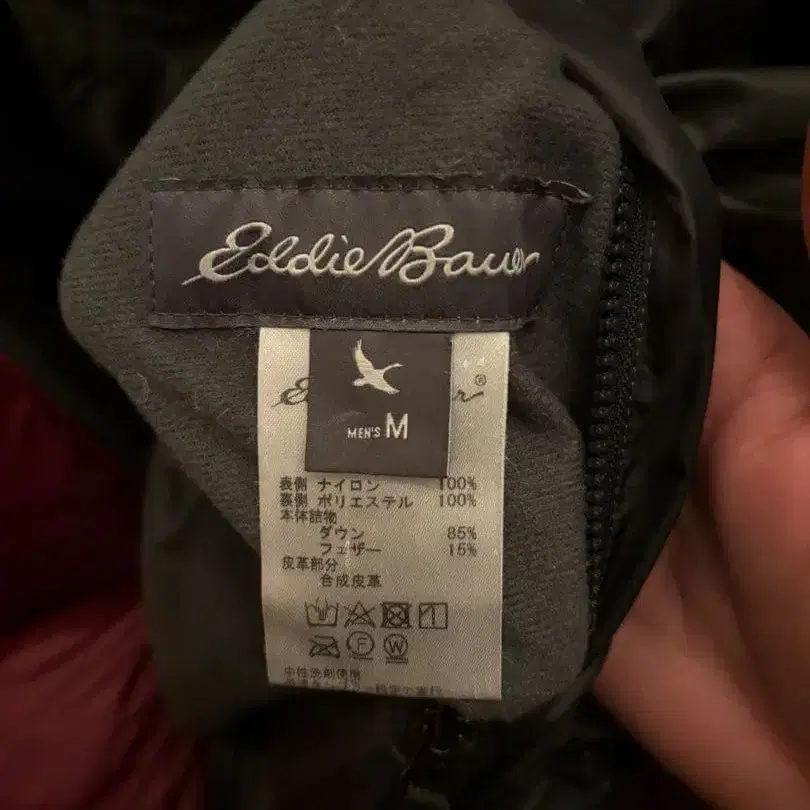 Eddie Bauer
MEN'S M
表側 ナイロン 100%
裏側 ポリエステル 100%
本体詰物
ダウン 85%
フェザー 15%
皮革部分
合成皮革
F W
中性洗剤使用